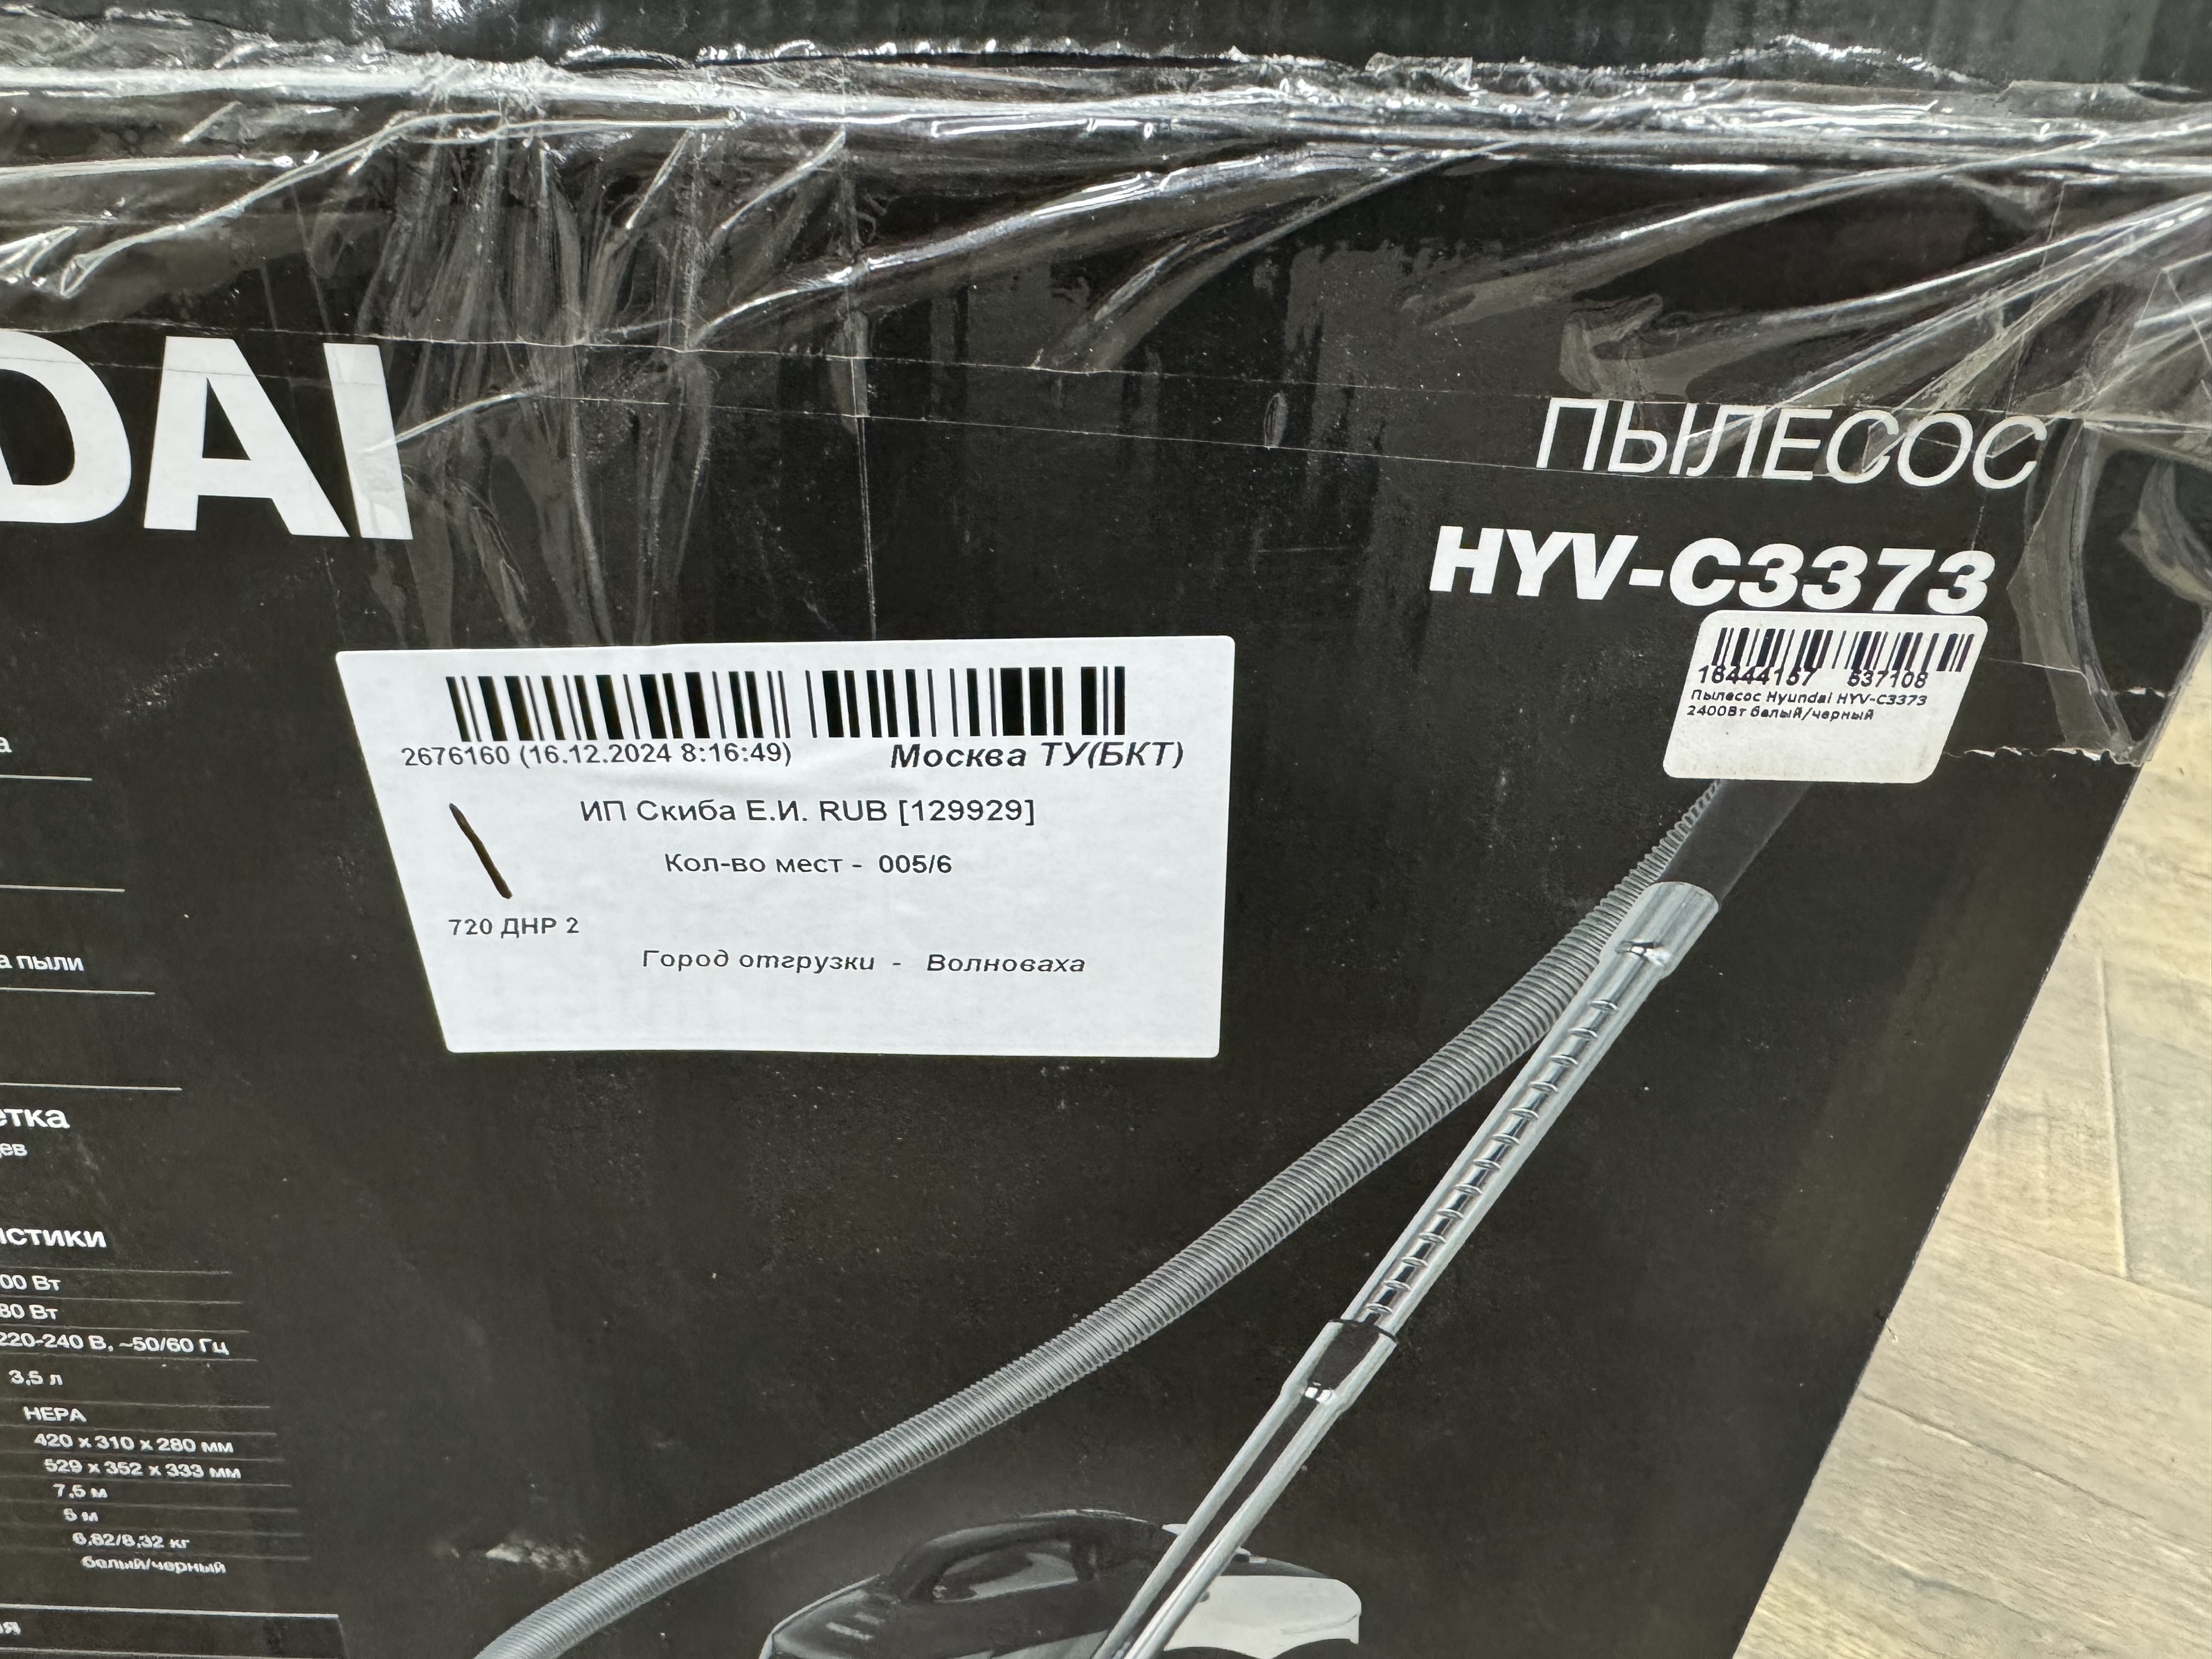 DAI
ПЫЛЕСОС
HYV-C3373
16444157 537108
Пылесос Hyundai HYV-C3373
2400Вт белый/черный
2676160 (16.12.2024 8:16:49) Москва ТУ(БКТ)
ИП Скиба Е.И. RUB [129929]
Кол-во мест - 005/6
720 ДНР 2
Город отгрузки - Волноваха
а
а пыли
етка
ев
истики
00 Вт
80 Вт
220-240 В, ~50/60 Гц
3,5 л
HEPA
420 x 310 x 280 мм
529 x 352 x 333 мм
7,5 м
5 м
6,82/8,32 кг
белый/черный
ия